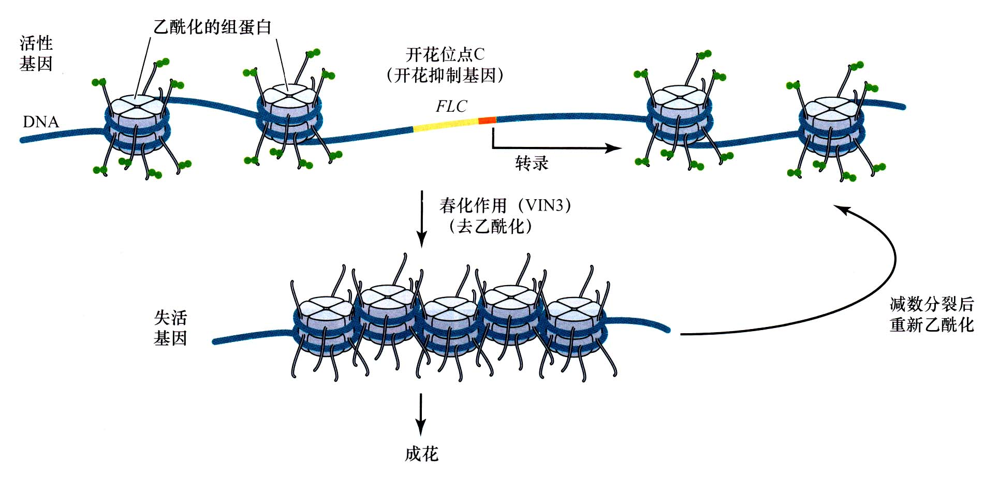 乙酰化的组蛋白
活性
基因
开花位点C
（开花抑制基因）
FLC
DNA
转录
春化作用（VIN3）
（去乙酰化）
失活
基因
减数分裂后
重新乙酰化
成花